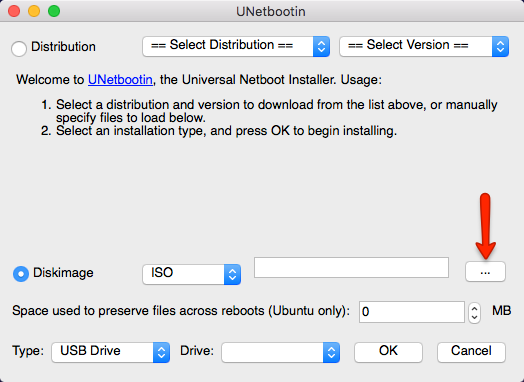 UNetbootin
Distribution == Select Distribution == == Select Version ==
Welcome to UNetbootin, the Universal Netboot Installer. Usage:
1. Select a distribution and version to download from the list above, or manually
specify files to load below.
2. Select an installation type, and press OK to begin installing.
Diskimage ISO ...
Space used to preserve files across reboots (Ubuntu only): 0 MB
Type: USB Drive Drive: OK Cancel